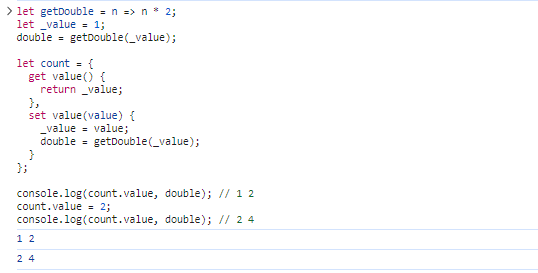 let getDouble = n => n * 2;
let _value = 1;
double = getDouble(_value);
let count = {
get value() {
return _value;
},
set value(value) {
_value = value;
double = getDouble(_value);
}
};
console.log(count.value, double); // 1 2
count.value = 2;
console.log(count.value, double); // 2 4
1 2
2 4